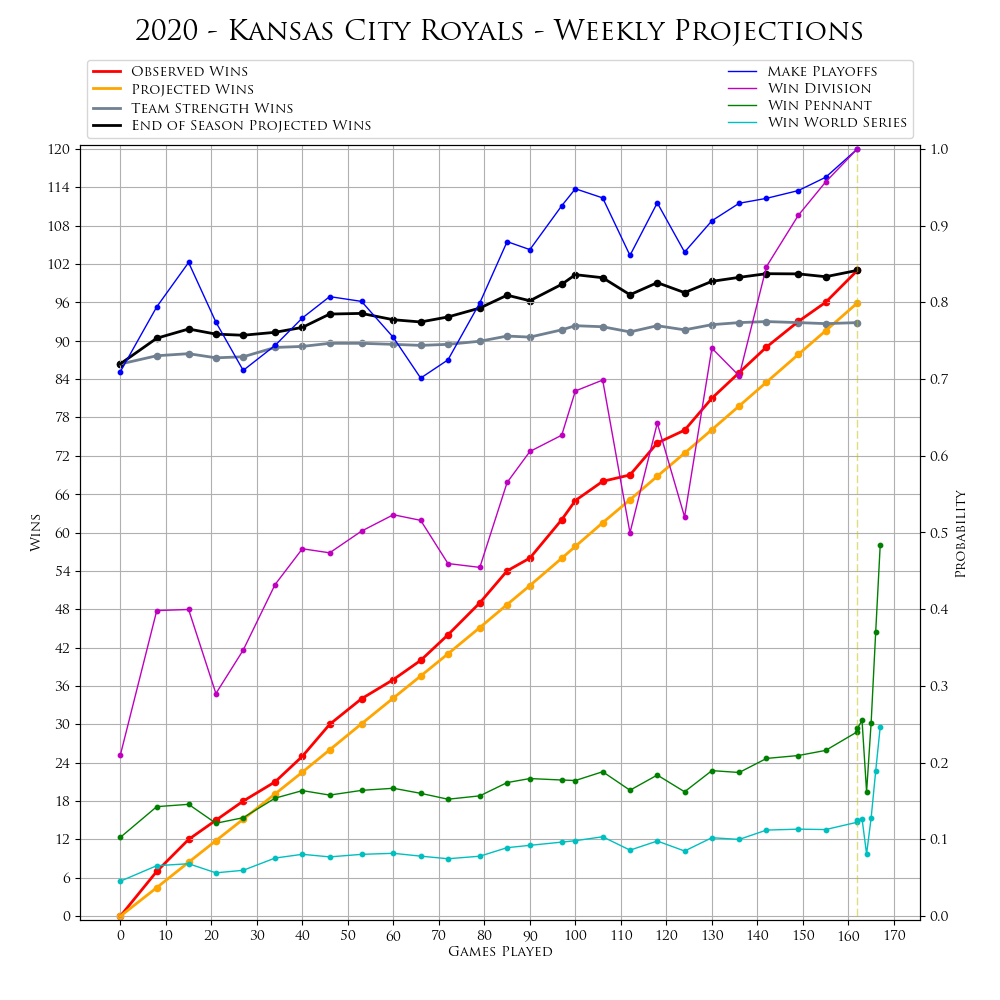 2020 - Kansas City Royals - Weekly Projections
Observed Wins
Projected Wins
Team Strength Wins
End of Season Projected Wins
Make Playoffs
Win Division
Win Pennant
Win World Series
120
114
108
102
96
90
84
78
72
66
60
54
48
42
36
30
24
18
12
6
0
Wins
1.0
0.9
0.8
0.7
0.6
0.5
0.4
0.3
0.2
0.1
0.0
Probability
0 10 20 30 40 50 60 70 80 90 100 110 120 130 140 150 160 170
Games Played